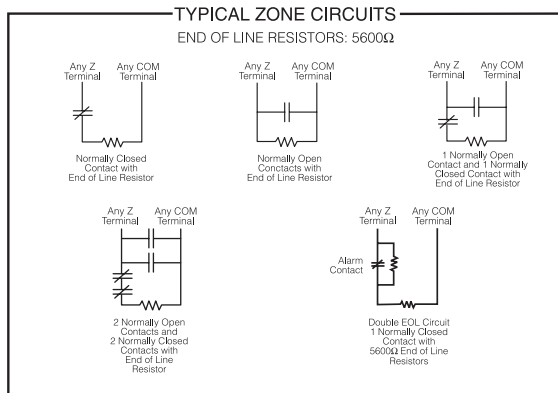 TYPICAL ZONE CIRCUITS
END OF LINE RESISTORS: 5600Ω
Any Z
Terminal
Any COM
Terminal
Normally Closed
Contact with
End of Line Resistor
Any Z
Terminal
Any COM
Terminal
Normally Open
Concacts with
End of Line Resistor
Any Z
Terminal
Any COM
Terminal
1 Normally Open
Contact and 1 Normally
Closed Contact with
End of Line Resistor
Any Z
Terminal
Any COM
Terminal
2 Normally Open
Contacts and
2 Normally Closed
Contacts with
End of Line
Resistor
Any Z
Terminal
Any COM
Terminal
Alarm
Contact
Double EOL Circuit
1 Normally Closed
Contact with
5600Ω End of Line
Resistors